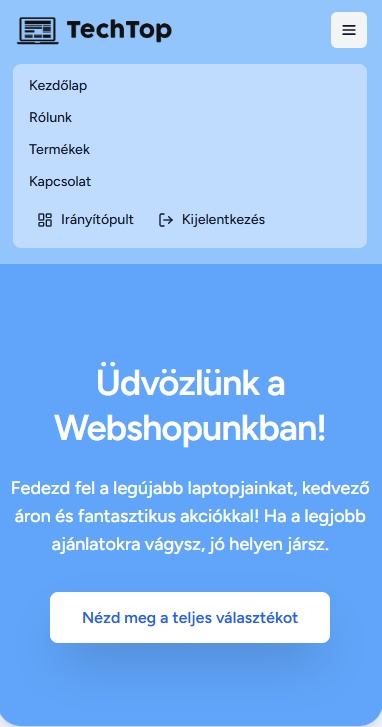 TechTop
Kezdőlap
Rólunk
Termékek
Kapcsolat
Irányítópult Kijelentkezés
Üdvözlünk a
Webshopunkban!
Fedezd fel a legújabb laptopjainkat, kedvező
áron és fantasztikus akciókkal! Ha a legjobb
ajánlatokra vágysz, jó helyen jársz.
Nézd meg a teljes választékot